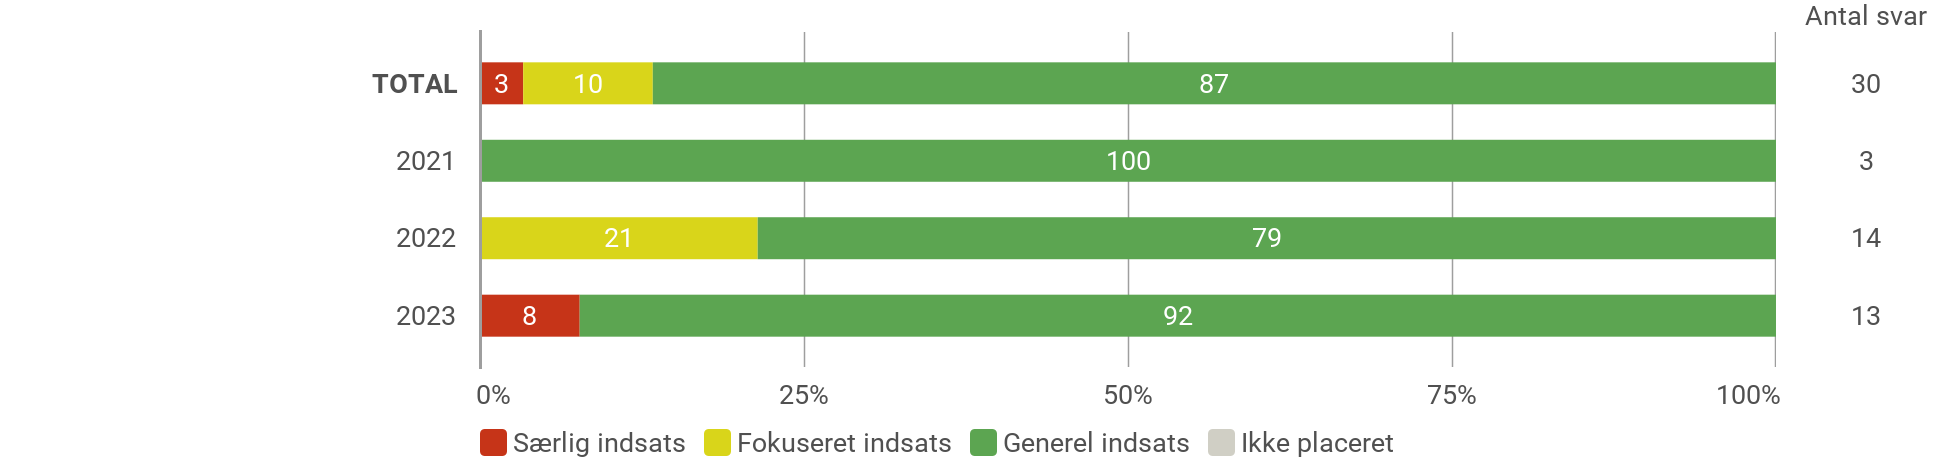 Antal svar
TOTAL 3 10 87 30
2021 100 3
2022 21 79 14
2023 8 92 13
0% 25% 50% 75% 100%
Særlig indsats Fokuseret indsats Generel indsats Ikke placeret